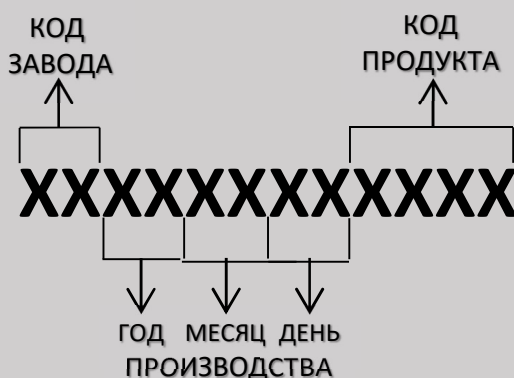 КОД
ЗАВОДА
КОД
ПРОДУКТА
XXXXXXXXXXXX
ГОД МЕСЯЦ ДЕНЬ
ПРОИЗВОДСТВА